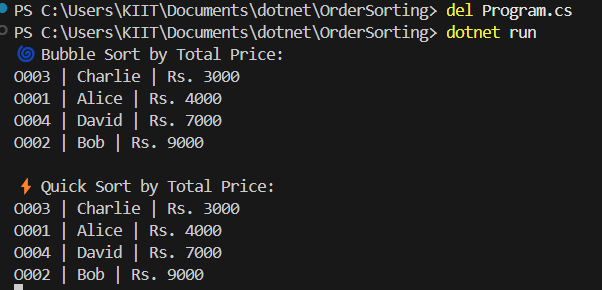 PS C:\Users\KIIT\Documents\dotnet\OrderSorting> del Program.cs
PS C:\Users\KIIT\Documents\dotnet\OrderSorting> dotnet run
🌀 Bubble Sort by Total Price:
O003 | Charlie | Rs. 3000
O001 | Alice | Rs. 4000
O004 | David | Rs. 7000
O002 | Bob | Rs. 9000

⚡ Quick Sort by Total Price:
O003 | Charlie | Rs. 3000
O001 | Alice | Rs. 4000
O004 | David | Rs. 7000
O002 | Bob | Rs. 9000